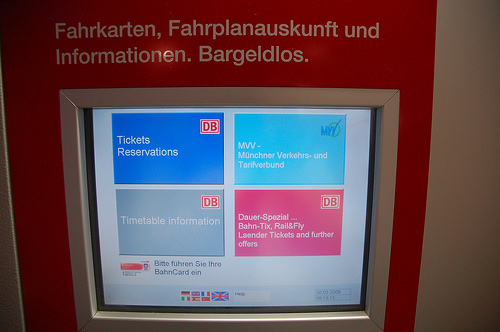 Fahrkarten, Fahrplanauskunft und
Informationen. Bargeldlos.
DB
Tickets
Reservations
MVV
MVV -
Münchner Verkehrs- und
Tarifverbund
DB
Timetable information
DB
Dauer-Spezial ...
Bahn-Tix, Rail&Fly
Laender Tickets and further
offers
Bitte führen Sie Ihre
BahnCard ein
Help